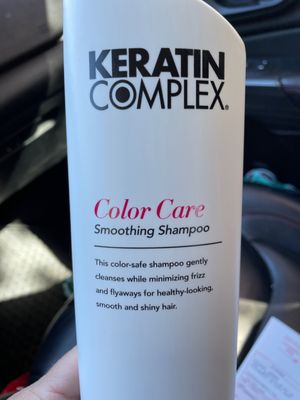 KERATIN
COMPLEX®
Color Care
Smoothing Shampoo
This color-safe shampoo gently
cleanses while minimizing frizz
and flyaways for healthy-looking,
smooth and shiny hair.